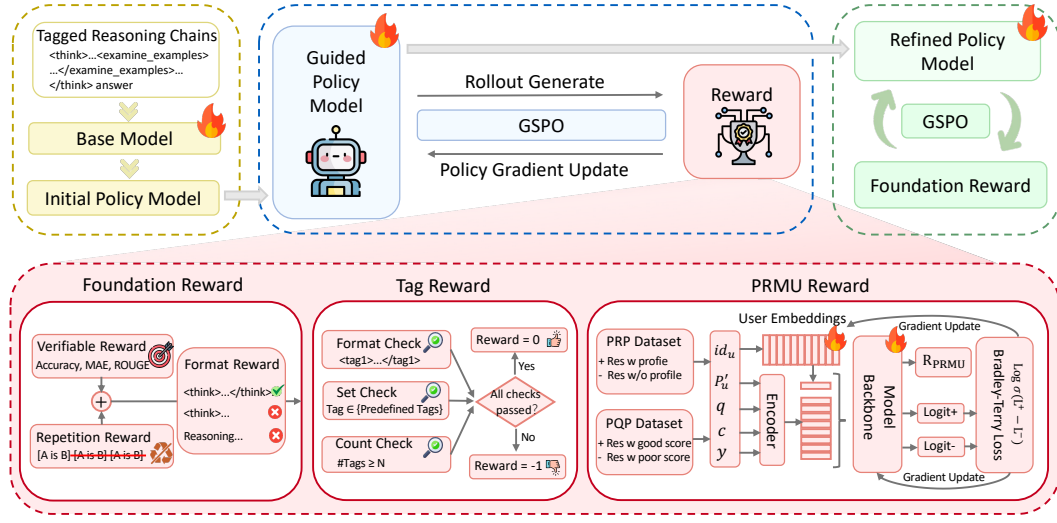 Tagged Reasoning Chains
<think>...<examine_examples>
...</examine_examples>...
</think> answer
Base Model
Initial Policy Model
Guided
Policy
Model
Rollout Generate
GSPO
Policy Gradient Update
Reward
Refined Policy
Model
GSPO
Foundation Reward
Foundation Reward
Verifiable Reward
Accuracy, MAE, ROUGE
+
Repetition Reward
[A is B] [A is B] [A is B]
Format Reward
<think>...</think>
<think>...
Reasoning...
Tag Reward
Format Check
<tag1>...</tag1>
Set Check
Tag ∈ {Predefined Tags}
Count Check
#Tags ≥ N
Reward = 0
Yes
All checks
passed?
No
Reward = -1
PRMU Reward
PRP Dataset
+ Res w profie
- Res w/o profile
PQP Dataset
+ Res w good score
- Res w poor score
id_u
p'_u
q
c
y
Encoder
User Embeddings
Model
Backbone
Gradient Update
R_PRMU
Logit+
Logit-
Gradient Update
Log σ(L⁺ − L⁻)
Bradley-Terry Loss